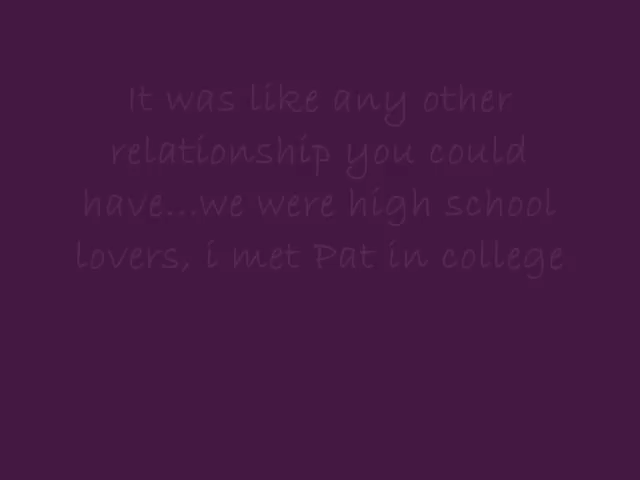 It was like any other
relationship you could
have...we were high school
lovers, i met Pat in college